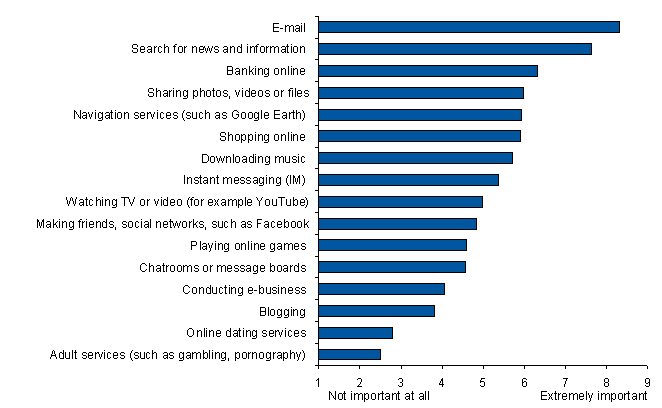 E-mail
Search for news and information
Banking online
Sharing photos, videos or files
Navigation services (such as Google Earth)
Shopping online
Downloading music
Instant messaging (IM)
Watching TV or video (for example YouTube)
Making friends, social networks, such as Facebook
Playing online games
Chatrooms or message boards
Conducting e-business
Blogging
Online dating services
Adult services (such as gambling, pornography)
1 2 3 4 5 6 7 8 9
Not important at all Extremely important